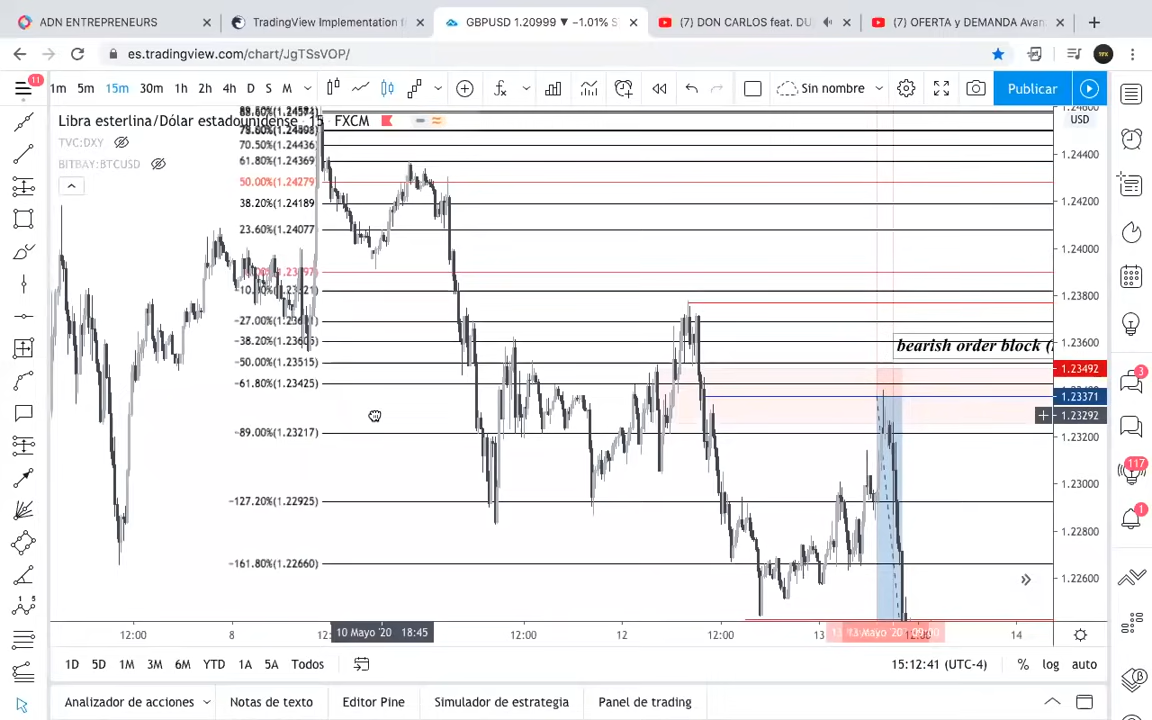 ADN ENTREPRENEURS
TradingView Implementation f
GBPUSD 1.20999 ▼ −1.01% S
(7) DON CARLOS feat. DU
(7) OFERTA y DEMANDA Avan
es.tradingview.com/chart/JgTSsVOP/
11
1m 5m 15m 30m 1h 2h 4h D S M
Sin nombre
Publicar
Libra esterlina/Dólar estadounidense · 15 FXCM
TVC:DXY
BITBAY:BTCUSD
USD
70.50%(1.24436)
61.80%(1.24369)
50.00%(1.24279)
38.20%(1.24189)
23.60%(1.24077)
-27.00%(1.23691)
-38.20%(1.23605)
-50.00%(1.23515)
-61.80%(1.23425)
-89.00%(1.23217)
-127.20%(1.22925)
-161.80%(1.22660)
bearish order block (
1.24400
1.24200
1.24000
1.23800
1.23600
1.23492
1.23371
1.23292
1.23200
1.23000
1.22800
1.22600
3
117
1
12:00 8 10 Mayo '20 18:45 12:00 12 12:00 13 13 Mayo '20 09:00 14
1D 5D 1M 3M 6M YTD 1A 5A Todos
15:12:41 (UTC-4) % log auto
Analizador de acciones Notas de texto Editor Pine Simulador de estrategia Panel de trading